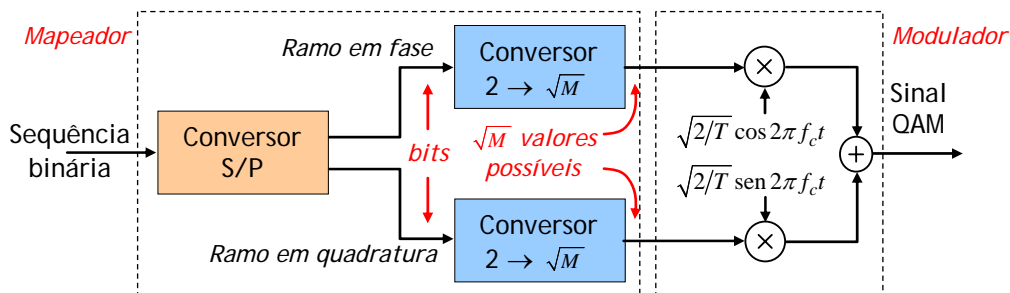 Mapeador
Ramo em fase
Conversor
2 → √M
Modulador
Sequência
binária
Conversor
S/P
bits
√M valores
possíveis
√2/T cos 2πf_c t
√2/T sen 2πf_c t
Sinal
QAM
Ramo em quadratura
Conversor
2 → √M